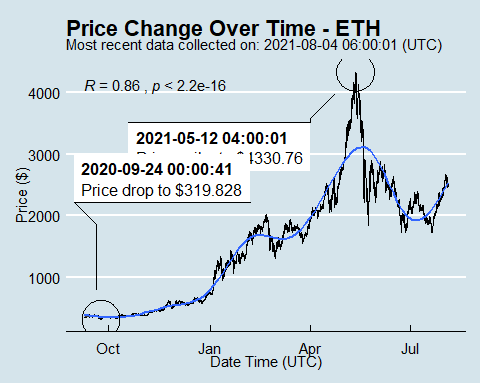 Price Change Over Time - ETH
Most recent data collected on: 2021-08-04 06:00:01 (UTC)
R = 0.86 , p < 2.2e-16
2021-05-12 04:00:01
$4330.76
2020-09-24 00:00:41
Price drop to $319.828
Price ($)
4000
3000
2000
1000
Oct Jan Apr Jul
Date Time (UTC)